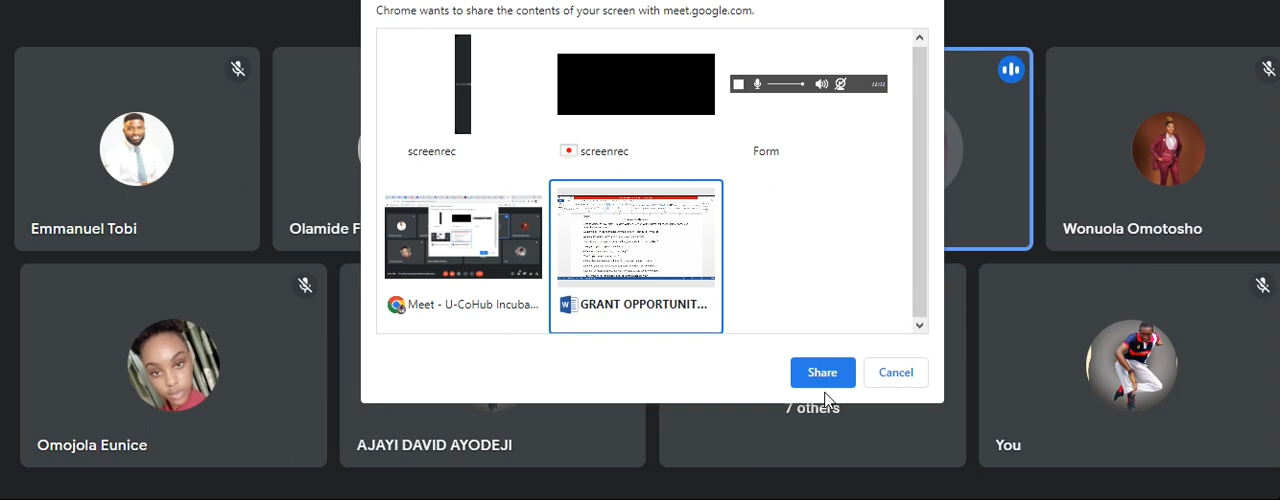 Chrome wants to share the contents of your screen with meet.google.com.
screenrec
screenrec
Form
Emmanuel Tobi
Olamide F
Wonuola Omotosho
Meet - U-CoHub Incuba...
GRANT OPPORTUNIT...
Share
Cancel
7 others
Omojola Eunice
AJAYI DAVID AYODEJI
You